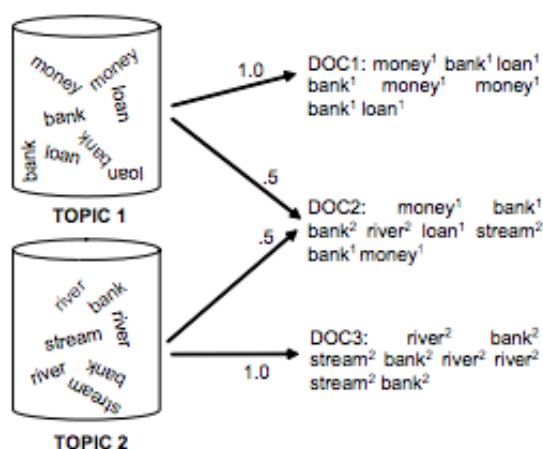 money
money
loan
bank
bank
loan
bank
loan
TOPIC 1
1.0
.5
DOC1: money¹ bank¹ loan¹
bank¹ money¹ money¹
bank¹ loan¹
DOC2: money¹ bank¹
bank² river² loan¹ stream²
bank¹ money¹
river
bank
river
stream
river
bank
stream
TOPIC 2
.5
1.0
DOC3: river² bank²
stream² bank² river² river²
stream² bank²